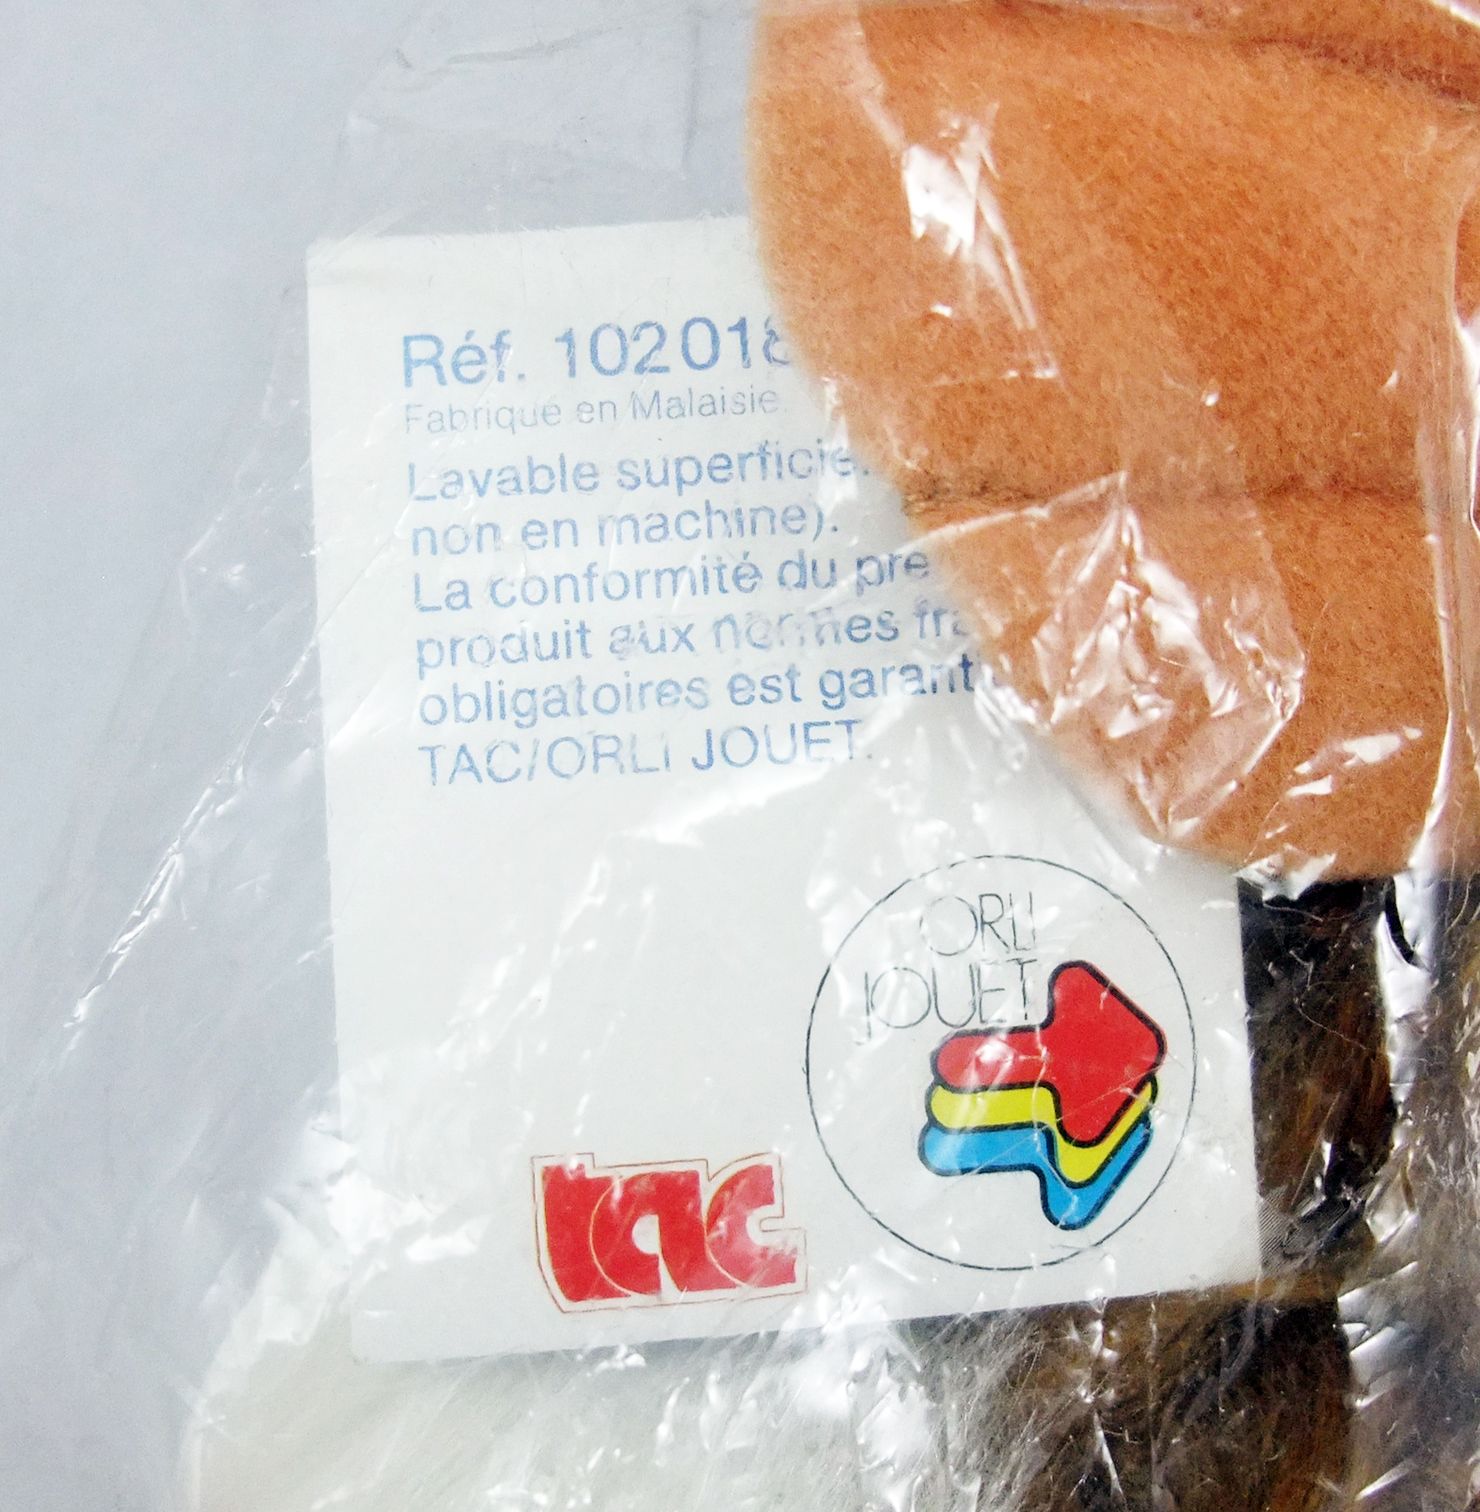 Réf. 102018
Fabriqué en Malaisie.
Lavable superficie
non en machine).
La conformité du pre
produit aux normes fra
obligatoires est garanti
TAC/ORLI JOUET.
ORLI
JOUET
tac